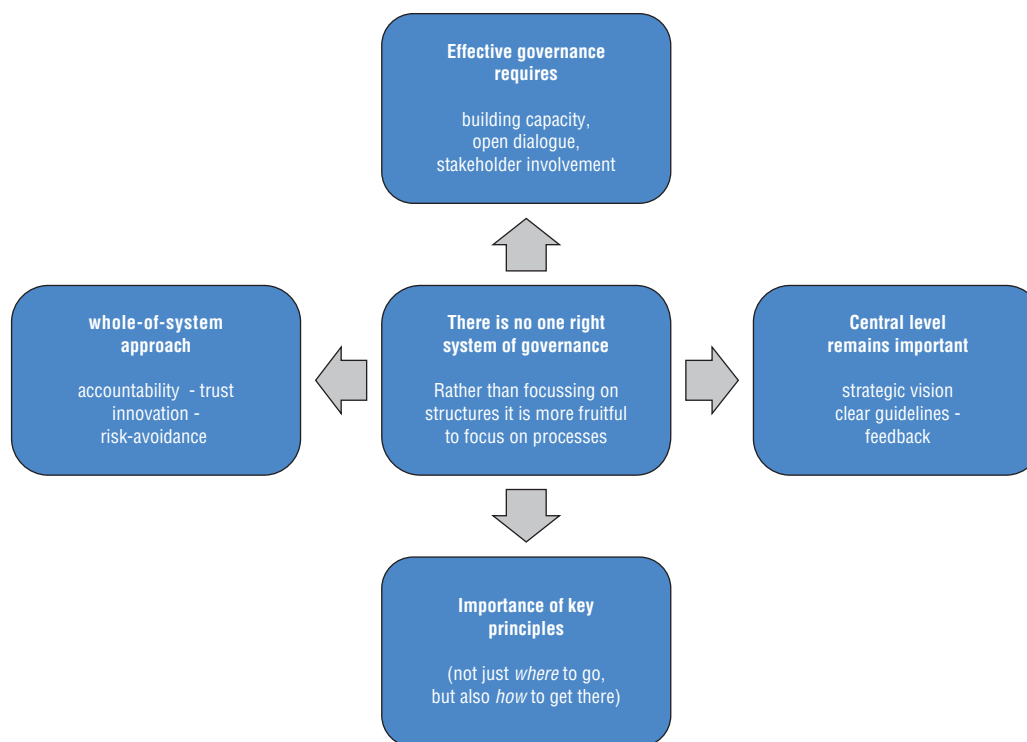 Effective governance
requires
building capacity,
open dialogue,
stakeholder involvement
whole-of-system
approach
accountability - trust
innovation -
risk-avoidance
There is no one right
system of governance
Rather than focussing on
structures it is more fruitful
to focus on processes
Central level
remains important
strategic vision
clear guidelines -
feedback
Importance of key
principles
(not just where to go,
but also how to get there)